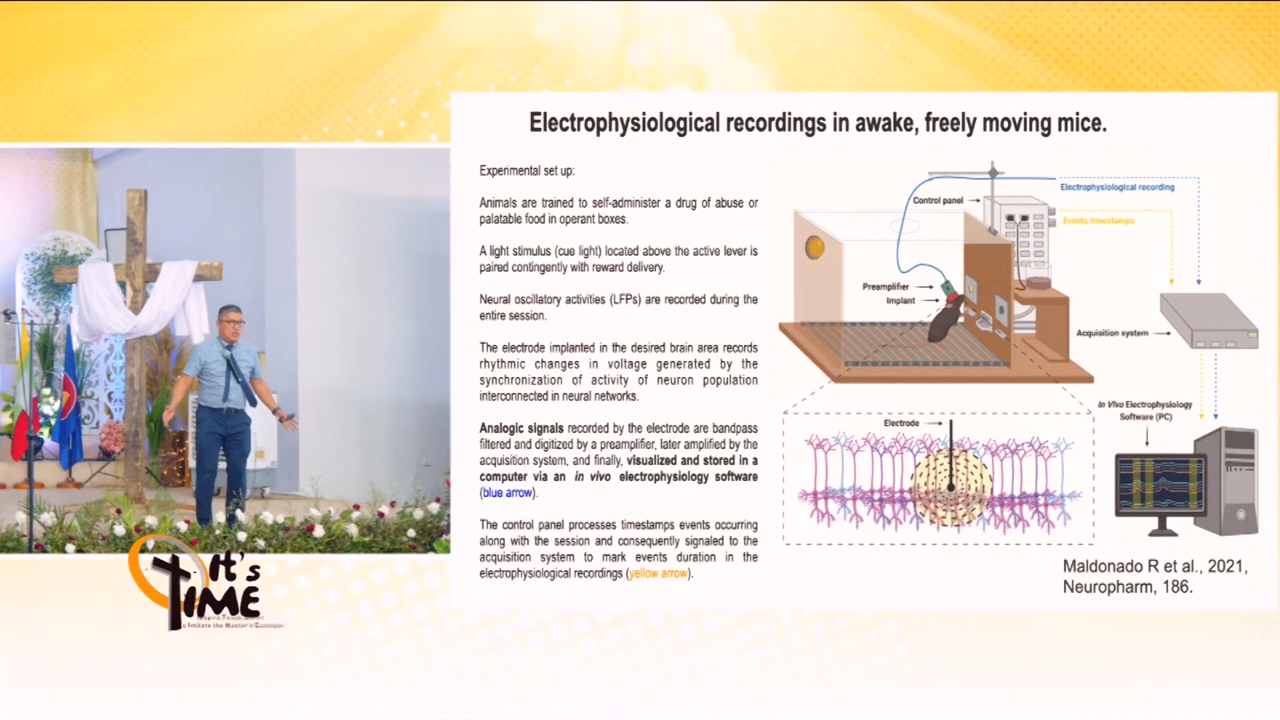 Electrophysiological recordings in awake, freely moving mice.
Experimental set up:
Animals are trained to self-administer a drug of abuse or
palatable food in operant boxes.
A light stimulus (cue light) located above the active lever is
paired contingently with reward delivery.
Neural oscillatory activities (LFPs) are recorded during the
entire session.
The electrode implanted in the desired brain area records
rhythmic changes in voltage generated by the
synchronization of activity of neuron population
interconnected in neural networks.
Analogic signals recorded by the electrode are bandpass
filtered and digitized by a preamplifier, later amplified by the
acquisition system, and finally, visualized and stored in a
computer via an in vivo electrophysiology software
(blue arrow).
The control panel processes timestamps events occurring
along with the session and consequently signaled to the
acquisition system to mark events duration in the
electrophysiological recordings (yellow arrow).
Electrophysiological recording
Control panel
Events timestamps
Preamplifier
Implant
Acquisition system
In Vivo Electrophysiology
Software (PC)
Electrode
Maldonado R et al., 2021,
Neuropharm, 186.
It's
TIME
to Imitate the Master's